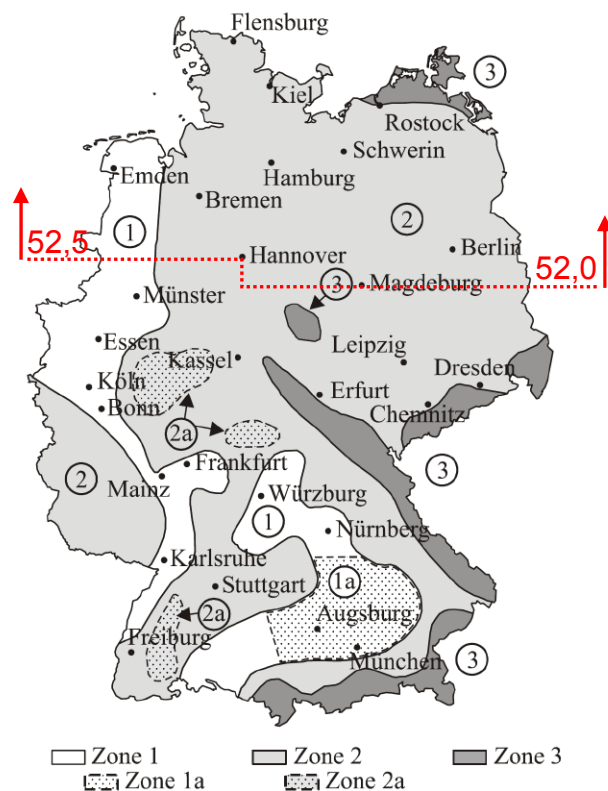 Flensburg
3
Kiel
Rostock
Schwerin
Emden
Hamburg
Bremen
1
2
52,5
Hannover
Berlin
52,0
3
Magdeburg
Münster
Essen
Kassel
Leipzig
Dresden
Köln
Erfurt
Bonn
Chemnitz
2a
Frankfurt
3
2
Mainz
Würzburg
1
Nürnberg
Karlsruhe
1a
Stuttgart
2a
Augsburg
Freiburg
München
3
Zone 1 Zone 2 Zone 3
Zone 1a Zone 2a